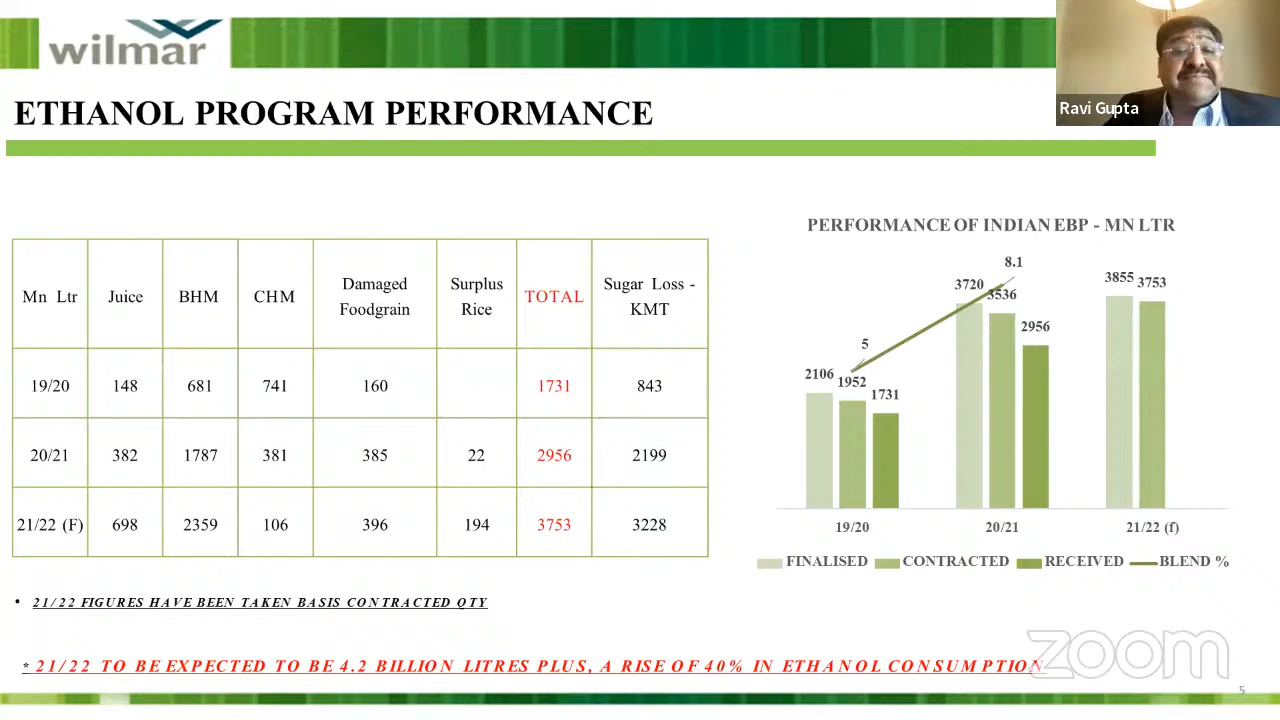 wilmar
Ravi Gupta
ETHANOL PROGRAM PERFORMANCE
Mn Ltr Juice BHM CHM Damaged Foodgrain Surplus Rice TOTAL Sugar Loss - KMT
19/20 148 681 741 160 1731 843
20/21 382 1787 381 385 22 2956 2199
21/22 (F) 698 2359 106 396 194 3753 3228
PERFORMANCE OF INDIAN EBP - MN LTR
8.1
3720 3536 3855 3753
2956
5
2106 1952 1731
19/20 20/21 21/22 (f)
FINALISED CONTRACTED RECEIVED BLEND %
• 21/22 FIGURES HAVE BEEN TAKEN BASIS CONTRACTED QTY
* 21/22 TO BE EXPECTED TO BE 4.2 BILLION LITRES PLUS, A RISE OF 40% IN ETHANOL CONSUMPTION
zoom
5